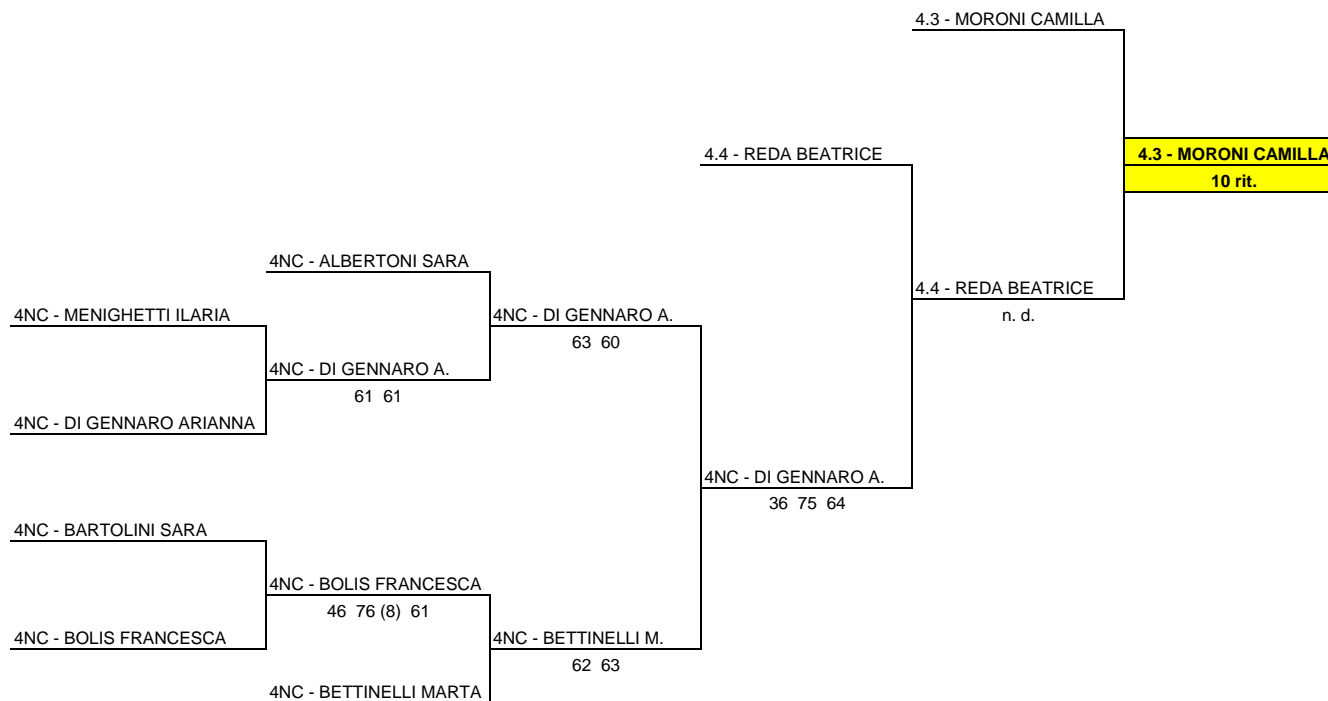 4.3 - MORONI CAMILLA
4.4 - REDA BEATRICE
4.3 - MORONI CAMILLA
10 rit.
4NC - ALBERTONI SARA
4.4 - REDA BEATRICE
n. d.
4NC - MENIGHETTI ILARIA
4NC - DI GENNARO A.
63 60
4NC - DI GENNARO A.
61 61
4NC - DI GENNARO ARIANNA
4NC - DI GENNARO A.
36 75 64
4NC - BARTOLINI SARA
4NC - BOLIS FRANCESCA
46 76 (8) 61
4NC - BOLIS FRANCESCA
4NC - BETTINELLI M.
62 63
4NC - BETTINELLI MARTA